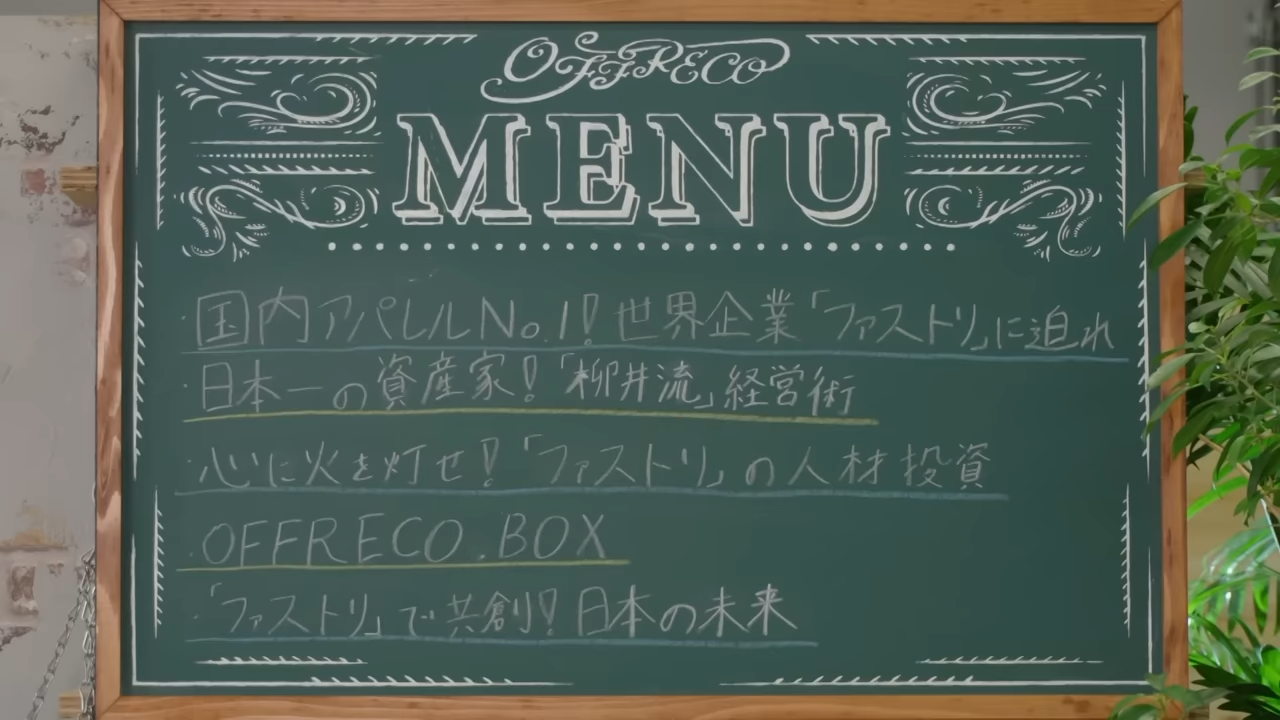 OFFRECO
MENU
・国内アパレルNo.1！世界企業「ファストリ」に迫れ
・日本一の資産家！「柳井流」経営術
・心に火を灯せ！「ファストリ」の人材投資
・OFFRECO.BOX
・「ファストリ」で共創！日本の未来